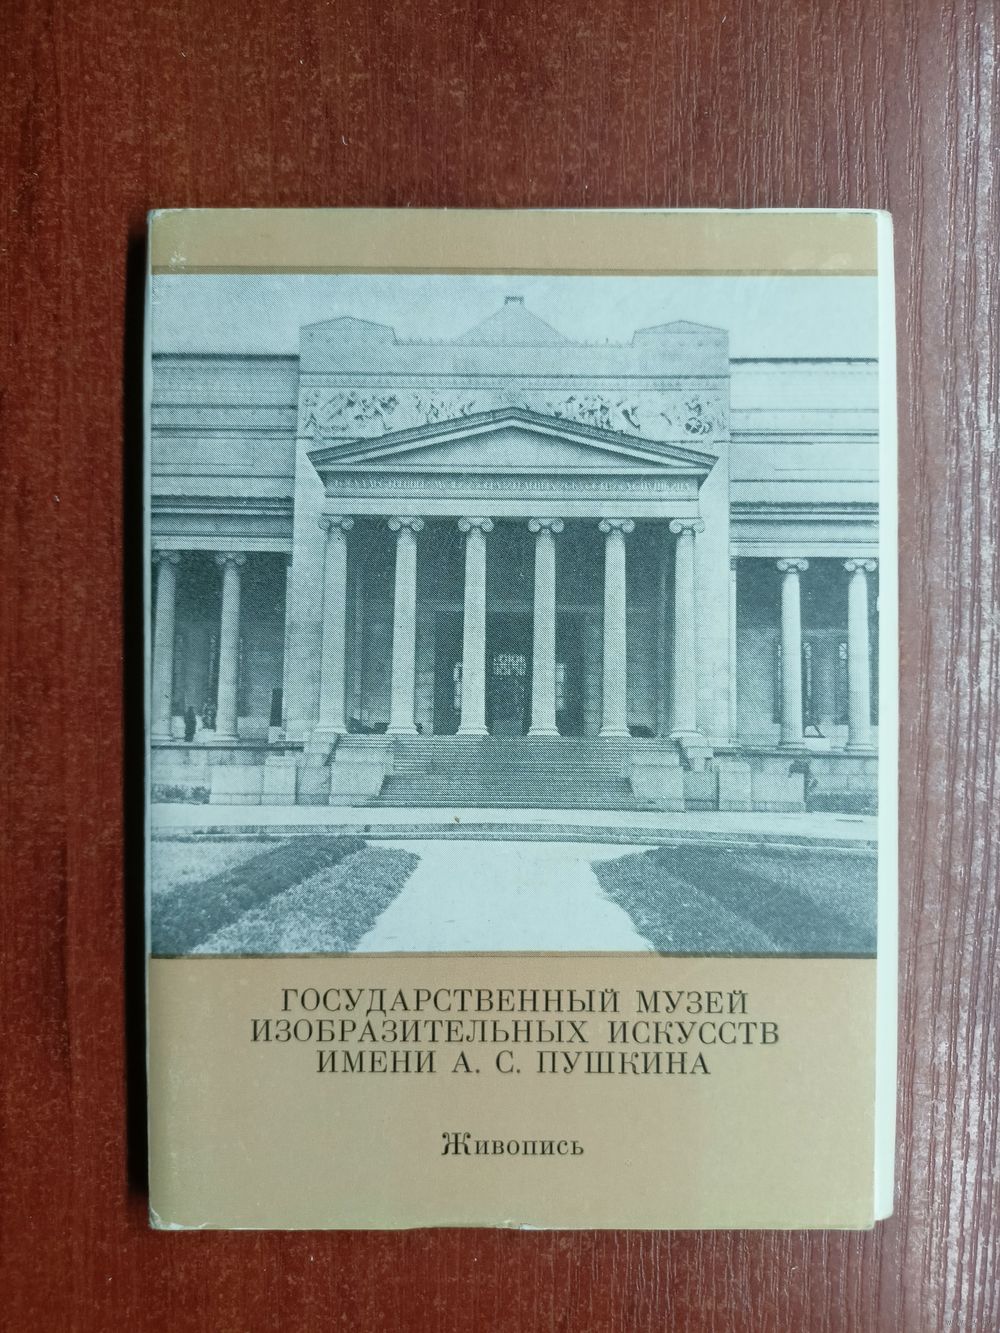 ГОСУДАРСТВЕННЫЙ МУЗЕЙ
ИЗОБРАЗИТЕЛЬНЫХ ИСКУССТВ
ИМЕНИ А. С. ПУШКИНА
Живопись